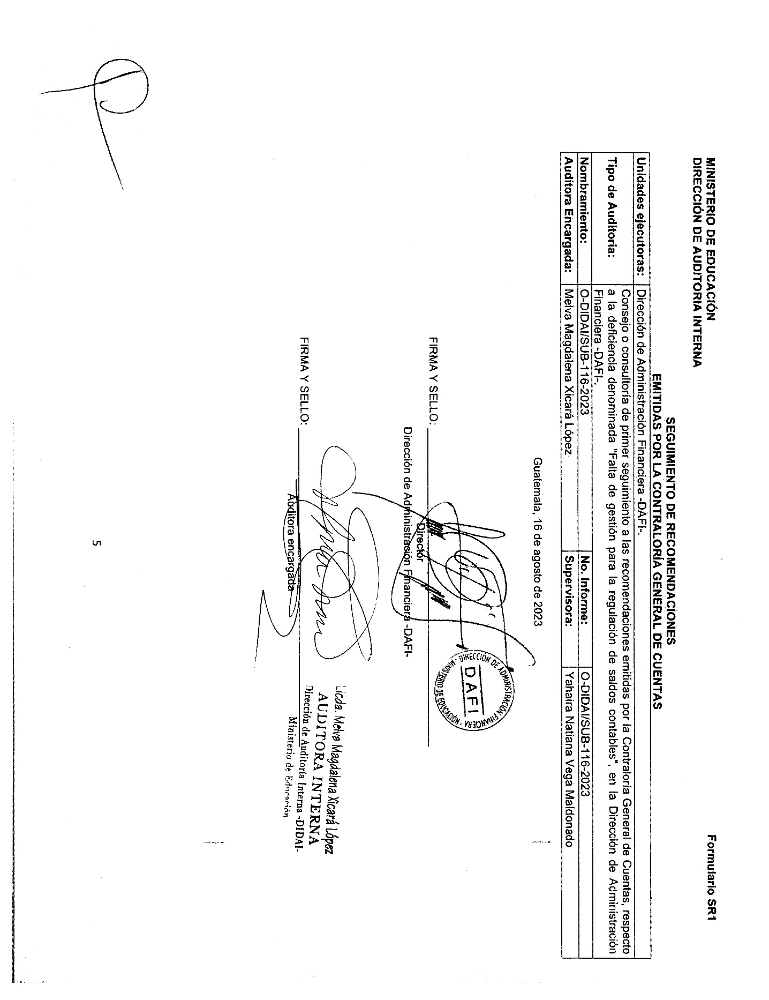 MINISTERIO DE EDUCACIÓN
DIRECCIÓN DE AUDITORIA INTERNA
Formulario SR1
SEGUIMIENTO DE RECOMENDACIONES
EMITIDAS POR LA CONTRALORÍA GENERAL DE CUENTAS
Unidades ejecutoras: Dirección de Administración Financiera -DAFI-.
Tipo de Auditoria: Consejo o consultoría de primer seguimiento a las recomendaciones emitidas por la Contraloría General de Cuentas, respecto
a la deficiencia denominada "Falta de gestión para la regulación de saldos contables", en la Dirección de Administración
Financiera -DAFI-.
Nombramiento: O-DIDAI/SUB-116-2023 No. Informe: O-DIDAI/SUB-116-2023
Auditora Encargada: Melva Magdalena Xicará López Supervisora: Yahaira Natiana Vega Maldonado
Guatemala, 16 de agosto de 2023
FIRMA Y SELLO:
Director
Dirección de Administración Financiera -DAFI-
DIRECCIÓN DE ADMINISTRACIÓN FINANCIERA - MINISTERIO DE EDUCACIÓN -
DAFI
FIRMA Y SELLO:
Auditora encargada
Licda. Melva Magdalena Xicará López
AUDITORA INTERNA
Dirección de Auditoría Interna -DIDAI-
Ministerio de Educación
5